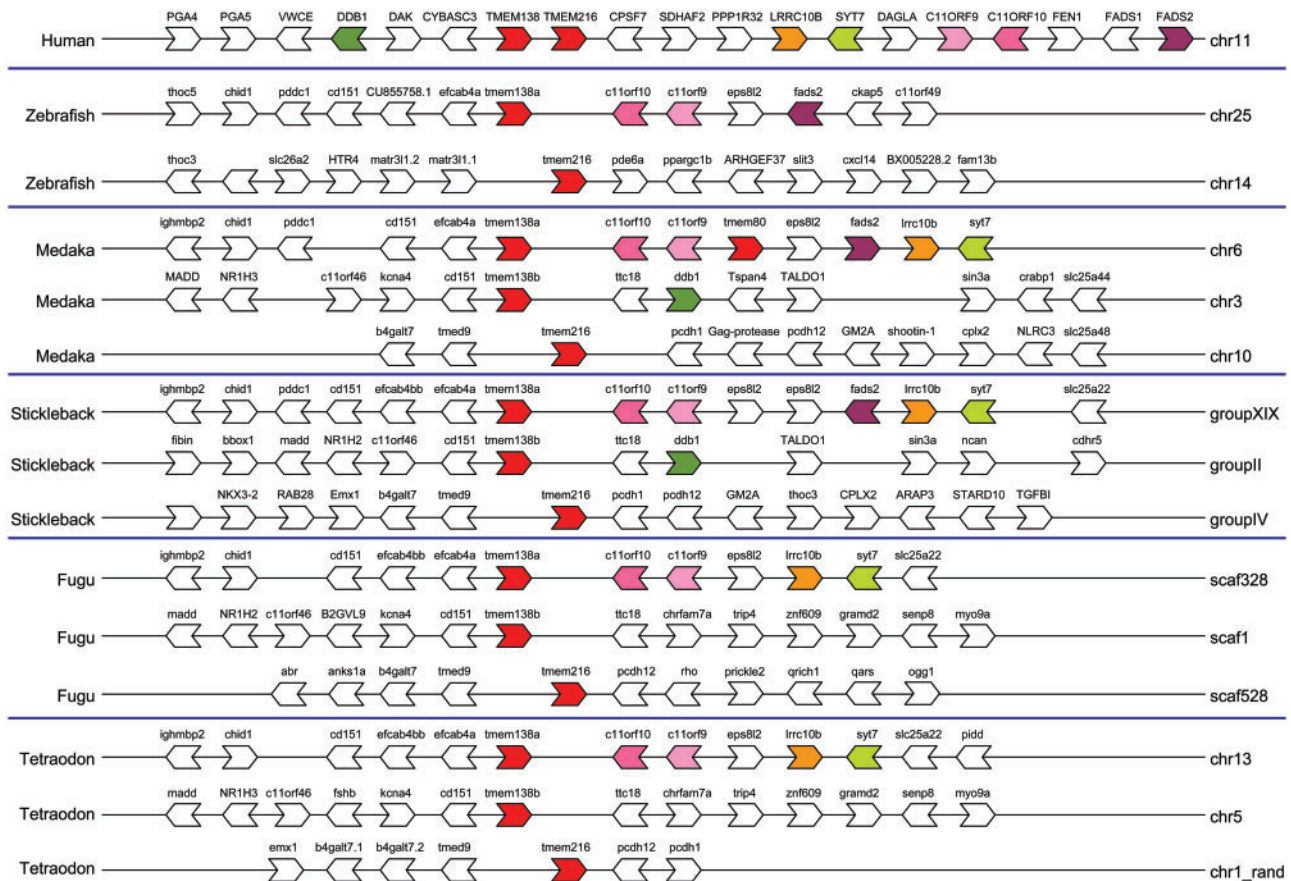 PGA4 PGA5 VWCE DDB1 DAK CYBASC3 TMEM138 TMEM216 CPSF7 SDHAF2 PPP1R32 LRRC10B SYT7 DAGLA C11ORF9 C11ORF10 FEN1 FADS1 FADS2
Human chr11
thoc5 chid1 pddc1 cd151 CU855758.1 efcab4a tmem138a c11orf10 c11orf9 eps8l2 fads2 ckap5 c11orf49
Zebrafish chr25
thoc3 slc26a2 HTR4 matr3l1.2 matr3l1.1 tmem216 pde6a ppargc1b ARHGEF37 slit3 cxcl14 BX005228.2 fam13b
Zebrafish chr14
ighmbp2 chid1 pddc1 cd151 efcab4a tmem138a c11orf10 c11orf9 tmem80 eps8l2 fads2 lrrc10b syt7
Medaka chr6
MADD NR1H3 c11orf46 kcna4 cd151 tmem138b ttc18 ddb1 Tspan4 TALDO1 sin3a crabp1 slc25a44
Medaka chr3
b4galt7 tmed9 tmem216 pcdh1 Gag-protease pcdh12 GM2A shootin-1 cplx2 NLRC3 slc25a48
Medaka chr10
ighmbp2 chid1 pddc1 cd151 efcab4bb efcab4a tmem138a c11orf10 c11orf9 eps8l2 eps8l2 fads2 lrrc10b syt7 slc25a22
Stickleback groupXIX
fibin bbox1 madd NR1H2 c11orf46 cd151 tmem138b ttc18 ddb1 TALDO1 sin3a ncan cdhr5
Stickleback groupII
NKX3-2 RAB28 Emx1 b4galt7 tmed9 tmem216 pcdh1 pcdh12 GM2A thoc3 CPLX2 ARAP3 STARD10 TGFBI
Stickleback groupIV
ighmbp2 chid1 cd151 efcab4bb efcab4a tmem138a c11orf10 c11orf9 eps8l2 lrrc10b syt7 slc25a22
Fugu scaf328
madd NR1H2 c11orf46 B2GVL9 kcna4 cd151 tmem138b ttc18 chrfam7a trip4 znf609 gramd2 senp8 myo9a
Fugu scaf1
abr anks1a b4galt7 tmed9 tmem216 pcdh12 rho prickle2 qrich1 qars ogg1
Fugu scaf528
ighmbp2 chid1 cd151 efcab4bb efcab4a tmem138a c11orf10 c11orf9 eps8l2 lrrc10b syt7 slc25a22 pidd
Tetraodon chr13
madd NR1H3 c11orf46 fshb kcna4 cd151 tmem138b ttc18 chrfam7a trip4 znf609 gramd2 senp8 myo9a
Tetraodon chr5
emx1 b4galt7.1 b4galt7.2 tmed9 tmem216 pcdh12 pcdh1
Tetraodon chr1_rand